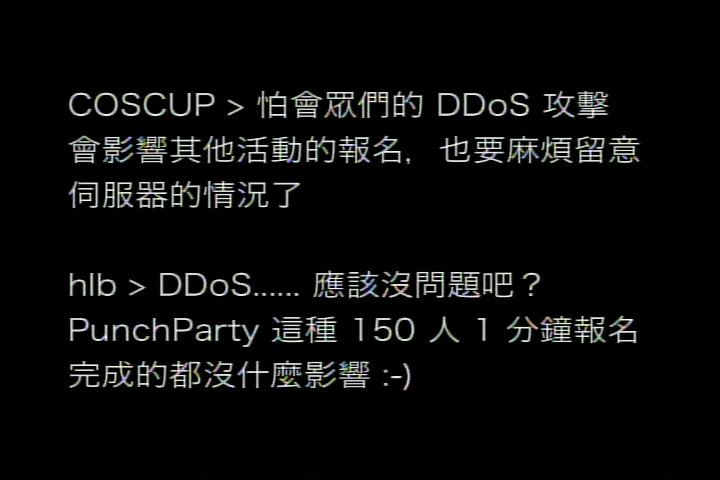 COSCUP > 怕會眾們的 DDoS 攻擊
會影響其他活動的報名，也要麻煩留意
伺服器的情況了
hlb > DDoS...... 應該沒問題吧？
PunchParty 這種 150 人 1 分鐘報名
完成的都沒什麼影響 :-)